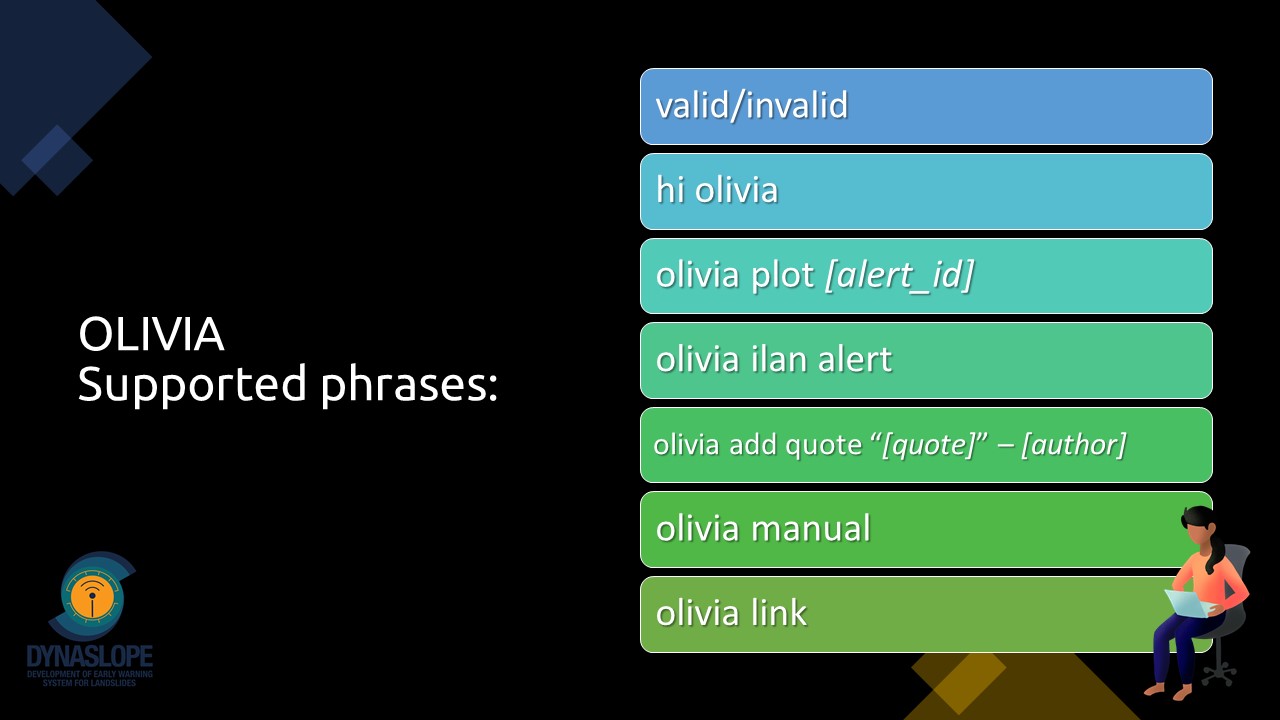 OLIVIA
Supported phrases:
valid/invalid
hi olivia
olivia plot [alert_id]
olivia ilan alert
olivia add quote “[quote]” – [author]
olivia manual
olivia link
DYNASLOPE
DEVELOPMENT OF EARLY WARNING
SYSTEM FOR LANDSLIDES